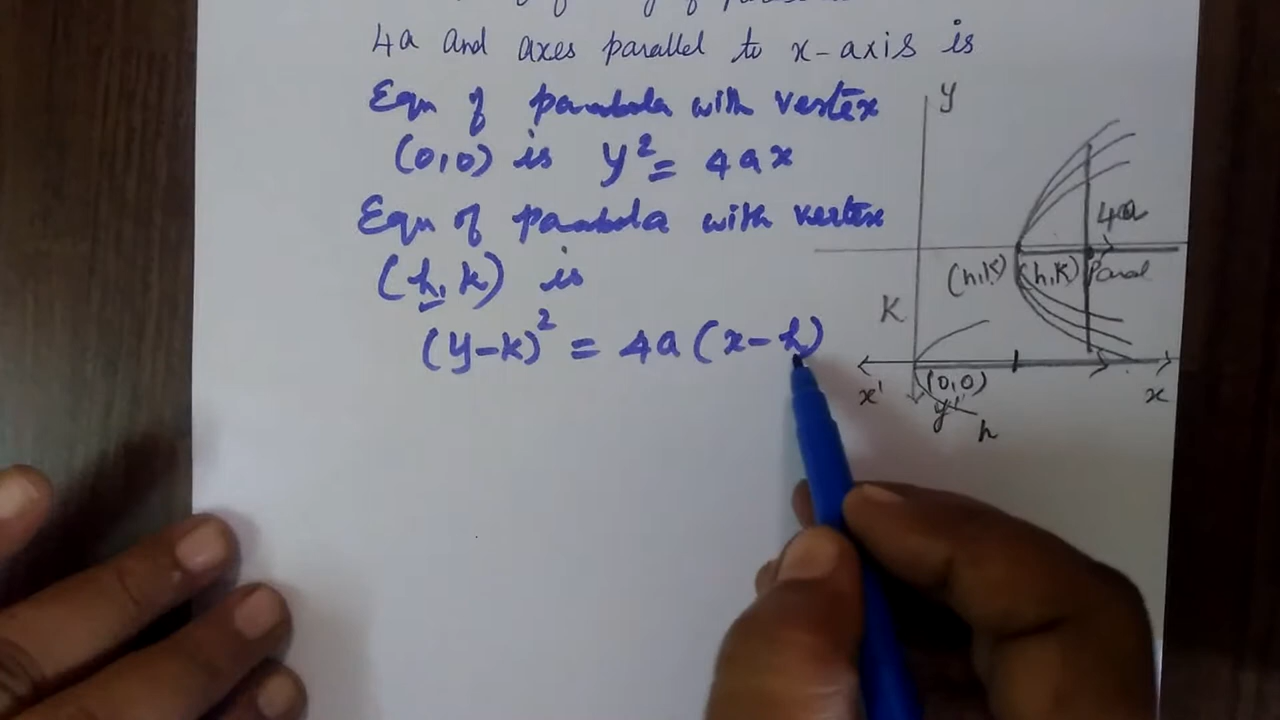 4a and axes parallel to x-axis is
Eqn of parabola with vertex
(0,0) is y² = 4ax
Eqn of parabola with vertex
(h,k) is
(y-k)² = 4a(x-h)
y
4a
(h,k) (h,k)
K
(0,0)
x' x
y'
h